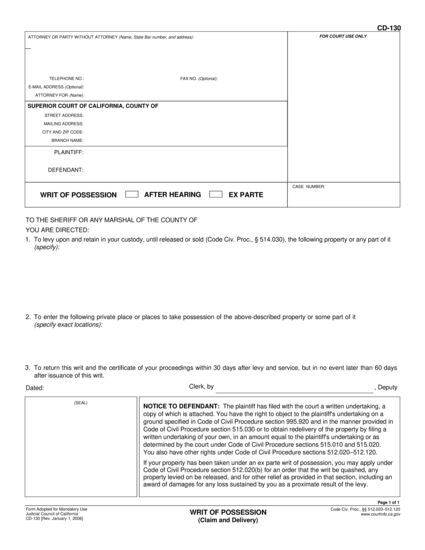 CD-130
ATTORNEY OR PARTY WITHOUT ATTORNEY (Name, State Bar number, and address):
FOR COURT USE ONLY
TELEPHONE NO.:
FAX NO. (Optional):
E-MAIL ADDRESS (Optional):
ATTORNEY FOR (Name):
SUPERIOR COURT OF CALIFORNIA, COUNTY OF
STREET ADDRESS:
MAILING ADDRESS:
CITY AND ZIP CODE:
BRANCH NAME:
PLAINTIFF:
DEFENDANT:
WRIT OF POSSESSION AFTER HEARING EX PARTE
CASE NUMBER:
TO THE SHERIFF OR ANY MARSHAL OF THE COUNTY OF
YOU ARE DIRECTED:
1. To levy upon and retain in your custody, until released or sold (Code Civ. Proc., § 514.030), the following property or any part of it
(specify):
2. To enter the following private place or places to take possession of the above-described property or some part of it
(specify exact locations):
3. To return this writ and the certificate of your proceedings within 30 days after levy and service, but in no event later than 60 days
after issuance of this writ.
Dated:
Clerk, by , Deputy
(SEAL)
NOTICE TO DEFENDANT: The plaintiff has filed with the court a written undertaking, a
copy of which is attached. You have the right to object to the plaintiff's undertaking on a
ground specified in Code of Civil Procedure section 995.920 and in the manner provided in
Code of Civil Procedure section 515.030 or to obtain redelivery of the property by filing a
written undertaking of your own, in an amount equal to the plaintiff's undertaking or as
determined by the court under Code of Civil Procedure sections 515.010 and 515.020.
You also have other rights under Code of Civil Procedure sections 512.020–512.120.
If your property has been taken under an ex parte writ of possession, you may apply under
Code of Civil Procedure section 512.020(b) for an order that the writ be quashed, any
property levied on be released, and for other relief as provided in that section, including an
award of damages for any loss sustained by you as a proximate result of the levy.
Page 1 of 1
Form Adopted for Mandatory Use
Judicial Council of California
CD-130 [Rev. January 1, 2006]
WRIT OF POSSESSION
(Claim and Delivery)
Code Civ. Proc., §§ 512.020–512.120
www.courtinfo.ca.gov